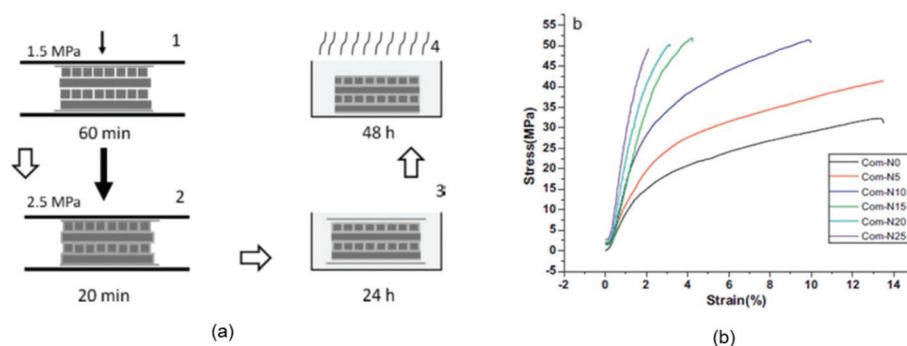 1.5 MPa
1
60 min
2.5 MPa
2
20 min
3
24 h
4
48 h
(a)
b
Stress(MPa)
55
50
45
40
35
30
25
20
15
10
5
0
-5
-2
0
2
4
6
8
10
12
14
Strain(%)
Com-N0
Com-N5
Com-N10
Com-N15
Com-N20
Com-N25
(b)